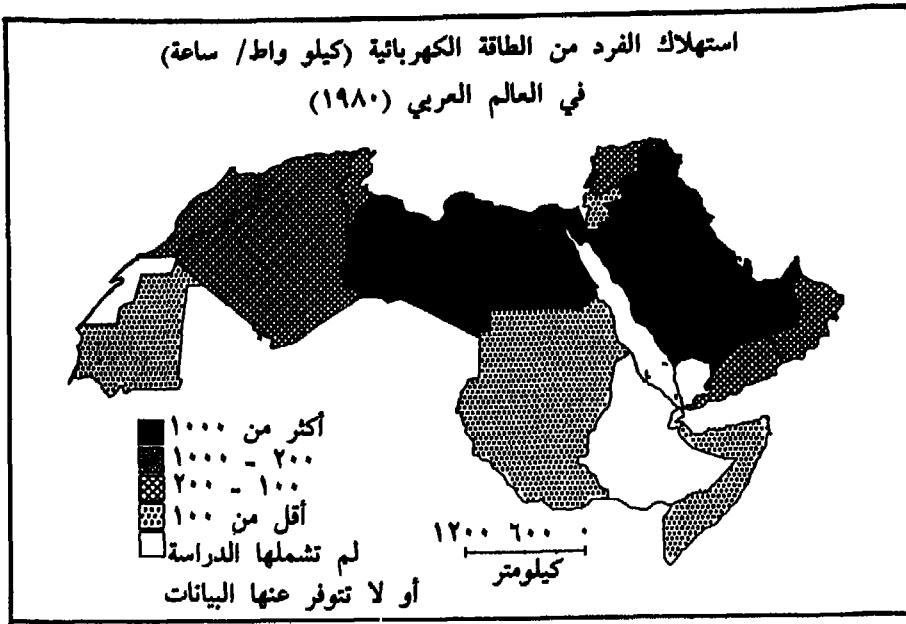 استهلاك الفرد من الطاقة الكهربائية (كيلو واط/ ساعة)
في العالم العربي (١٩٨٠)
أكثر من ١٠٠٠
٢٠٠ - ١٠٠٠
١٠٠ - ٢٠٠
أقل من ١٠٠
لم تشملها الدراسة
أو لا تتوفر عنها البيانات
١٢٠٠ ٦٠٠ ٠
كيلومتر